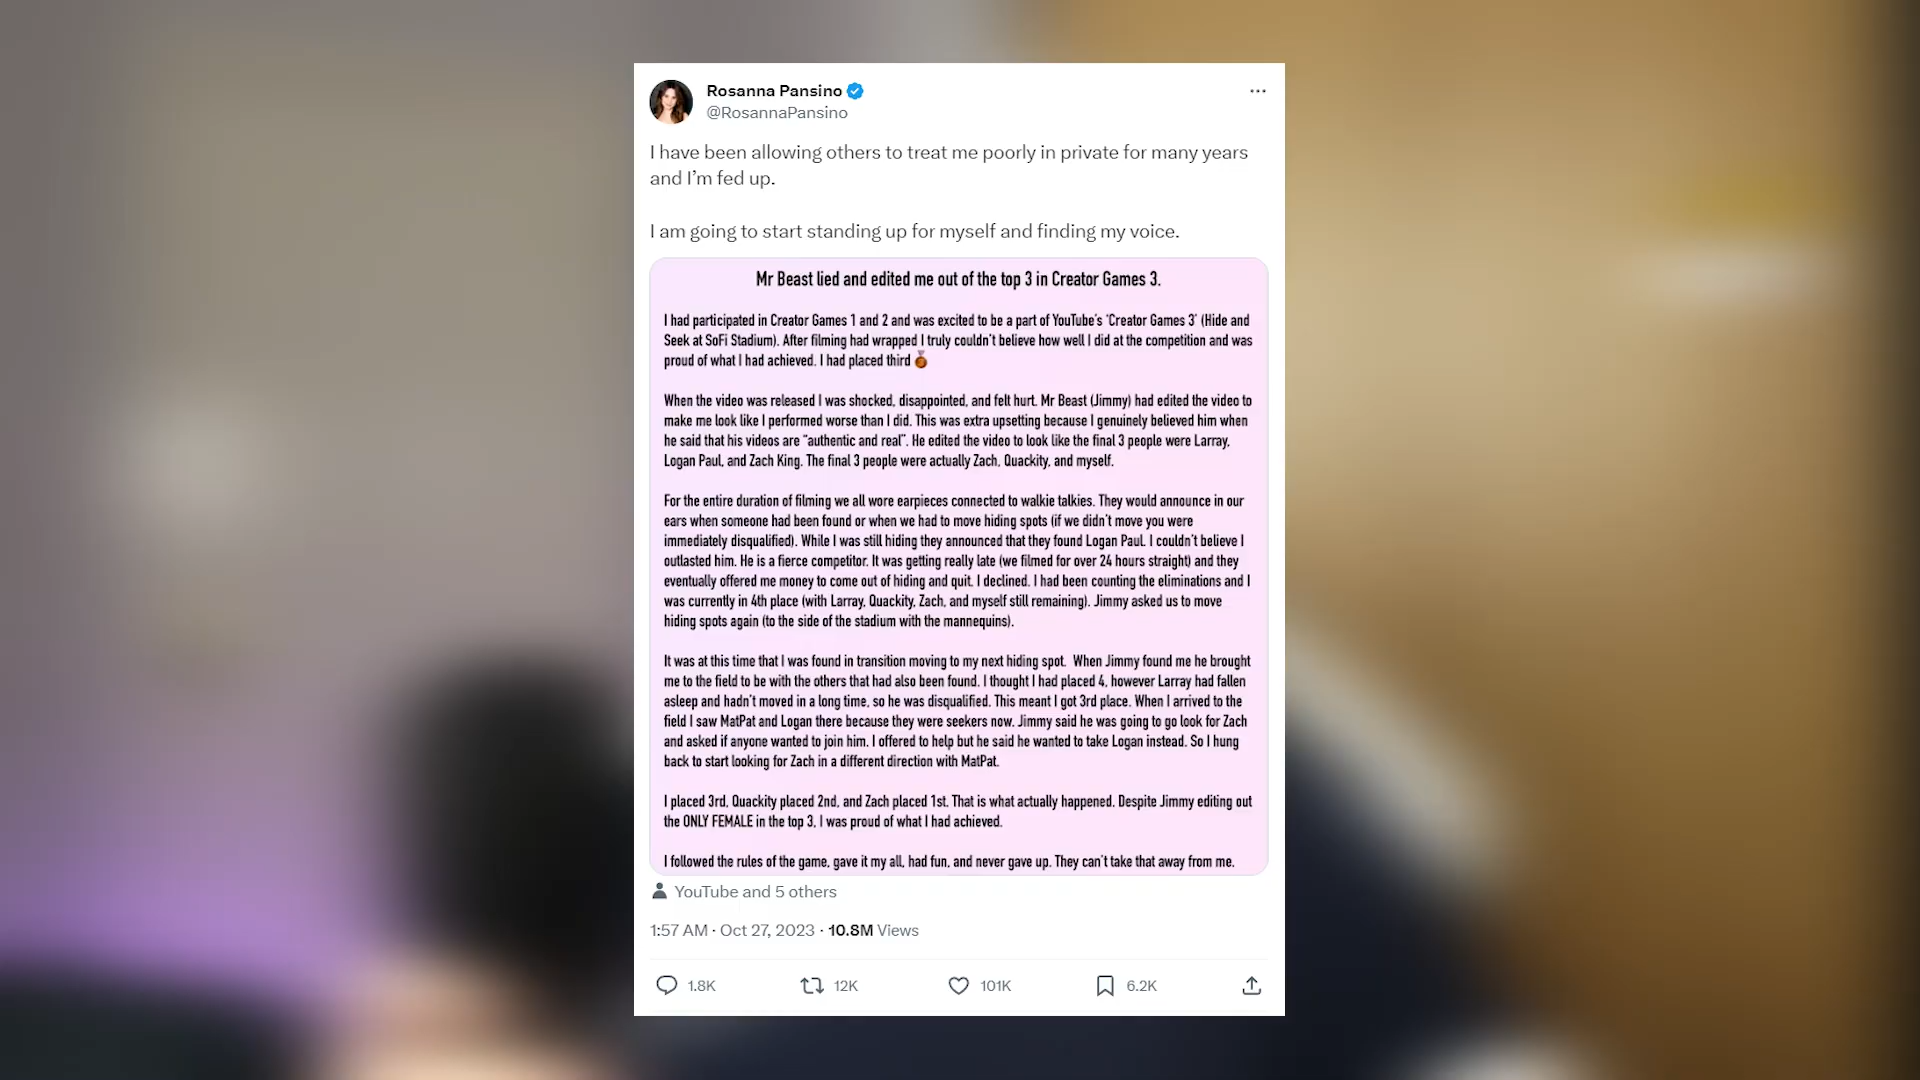 Rosanna Pansino
@RosannaPansino
I have been allowing others to treat me poorly in private for many years
and I’m fed up.
I am going to start standing up for myself and finding my voice.
Mr Beast lied and edited me out of the top 3 in Creator Games 3.
I had participated in Creator Games 1 and 2 and was excited to be a part of YouTube's 'Creator Games 3' (Hide and
Seek at SoFi Stadium). After filming had wrapped I truly couldn't believe how well I did at the competition and was
proud of what I had achieved. I had placed third 🏅
When the video was released I was shocked, disappointed, and felt hurt. Mr Beast (Jimmy) had edited the video to
make me look like I performed worse than I did. This was extra upsetting because I genuinely believed him when
he said that his videos are "authentic and real". He edited the video to look like the final 3 people were Larray,
Logan Paul, and Zach King. The final 3 people were actually Zach, Quackity, and myself.
For the entire duration of filming we all wore earpieces connected to walkie talkies. They would announce in our
ears when someone had been found or when we had to move hiding spots (if we didn't move you were
immediately disqualified). While I was still hiding they announced that they found Logan Paul. I couldn't believe I
outlasted him. He is a fierce competitor. It was getting really late (we filmed for over 24 hours straight) and they
eventually offered me money to come out of hiding and quit. I declined. I had been counting the eliminations and I
was currently in 4th place (with Larray, Quackity, Zach, and myself still remaining). Jimmy asked us to move
hiding spots again (to the side of the stadium with the mannequins).
It was at this time that I was found in transition moving to my next hiding spot. When Jimmy found me he brought
me to the field to be with the others that had also been found. I thought I had placed 4, however Larray had fallen
asleep and hadn't moved in a long time, so he was disqualified. This meant I got 3rd place. When I arrived to the
field I saw MatPat and Logan there because they were seekers now. Jimmy said he was going to go look for Zach
and asked if anyone wanted to join him. I offered to help but he said he wanted to take Logan instead. So I hung
back to start looking for Zach in a different direction with MatPat.
I placed 3rd, Quackity placed 2nd, and Zach placed 1st. That is what actually happened. Despite Jimmy editing out
the ONLY FEMALE in the top 3, I was proud of what I had achieved.
I followed the rules of the game, gave it my all, had fun, and never gave up. They can't take that away from me.
YouTube and 5 others
1:57 AM · Oct 27, 2023 · 10.8M Views
1.8K 12K 101K 6.2K